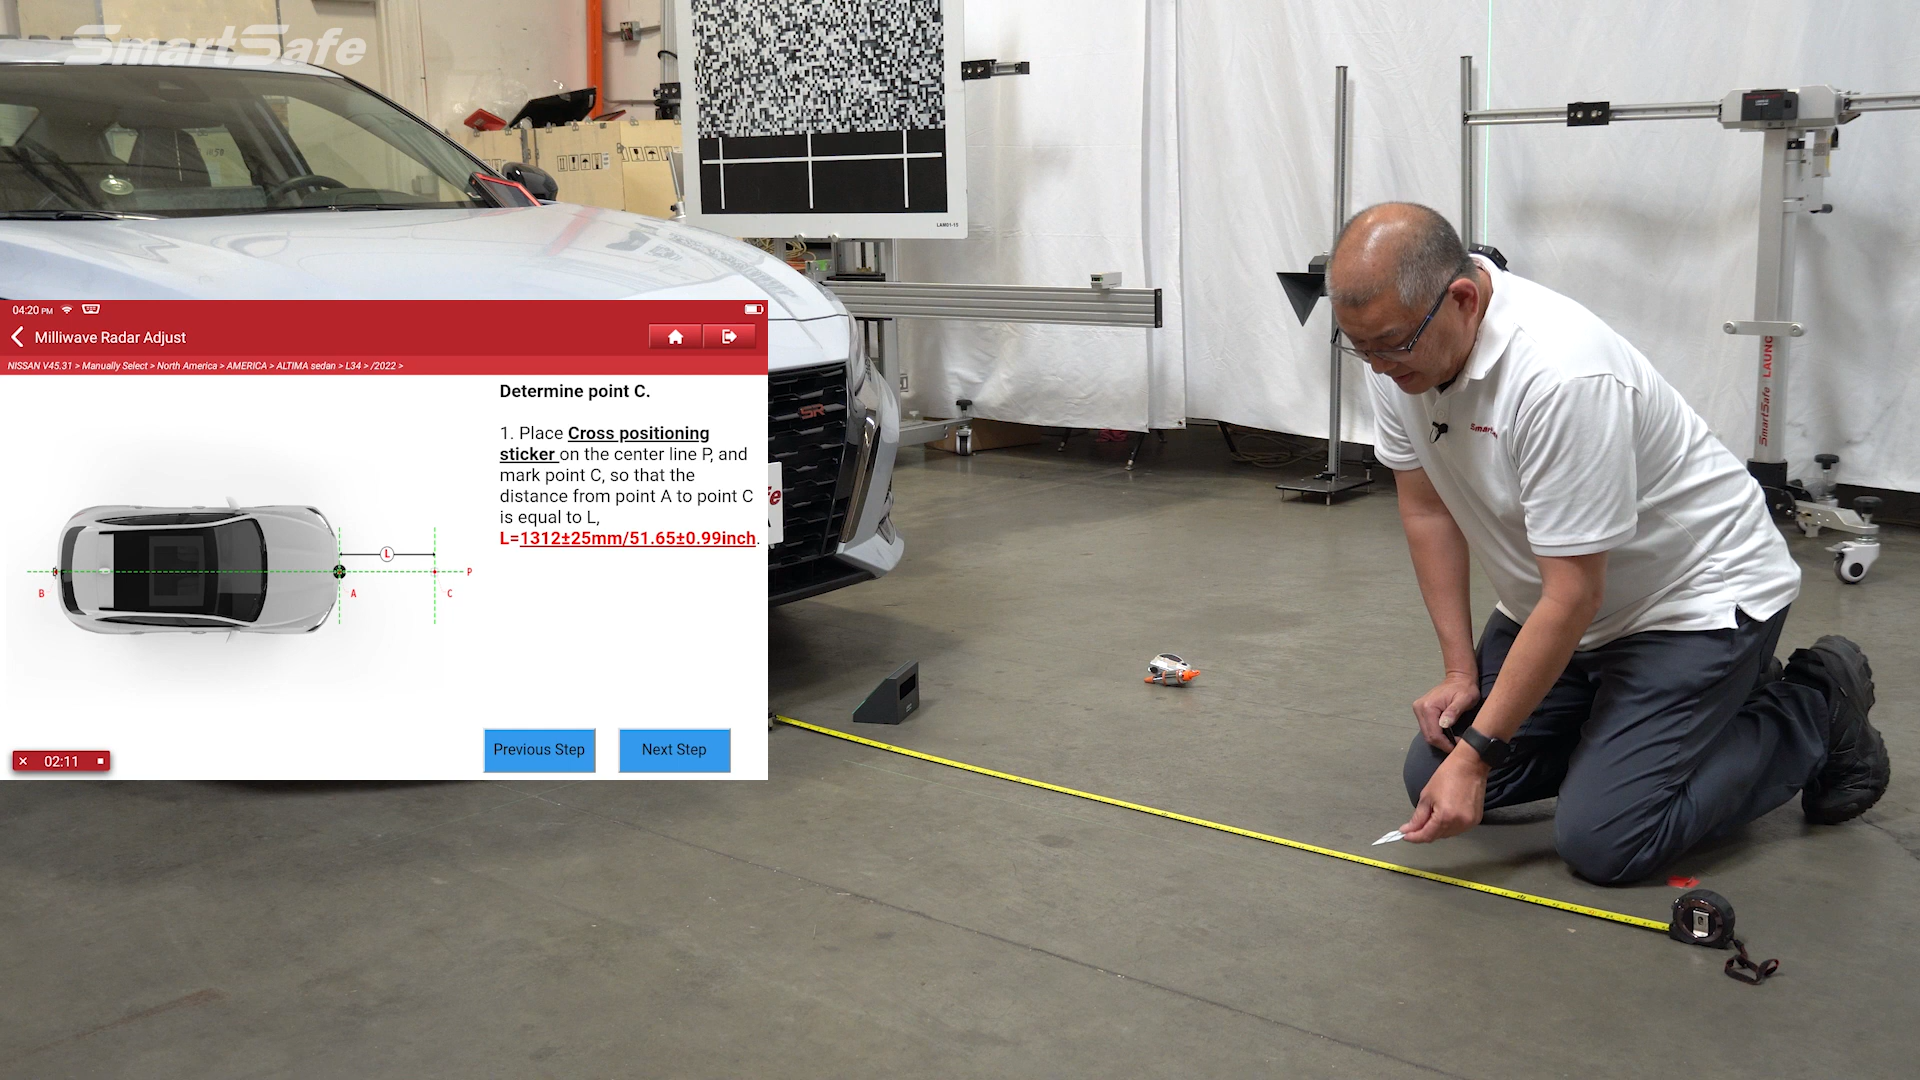 SmartSafe
LAM01-15
SR
04:20 PM
Milliwave Radar Adjust
NISSAN V45.31 > Manually Select > North America > AMERICA > ALTIMA sedan > L34 > /2022 >
Determine point C.
1. Place Cross positioning
sticker on the center line P, and
mark point C, so that the
distance from point A to point C
is equal to L,
L=1312±25mm/51.65±0.99inch.
L
P
B
A
C
Previous Step
Next Step
02:11
SmartSafe LAUNCH